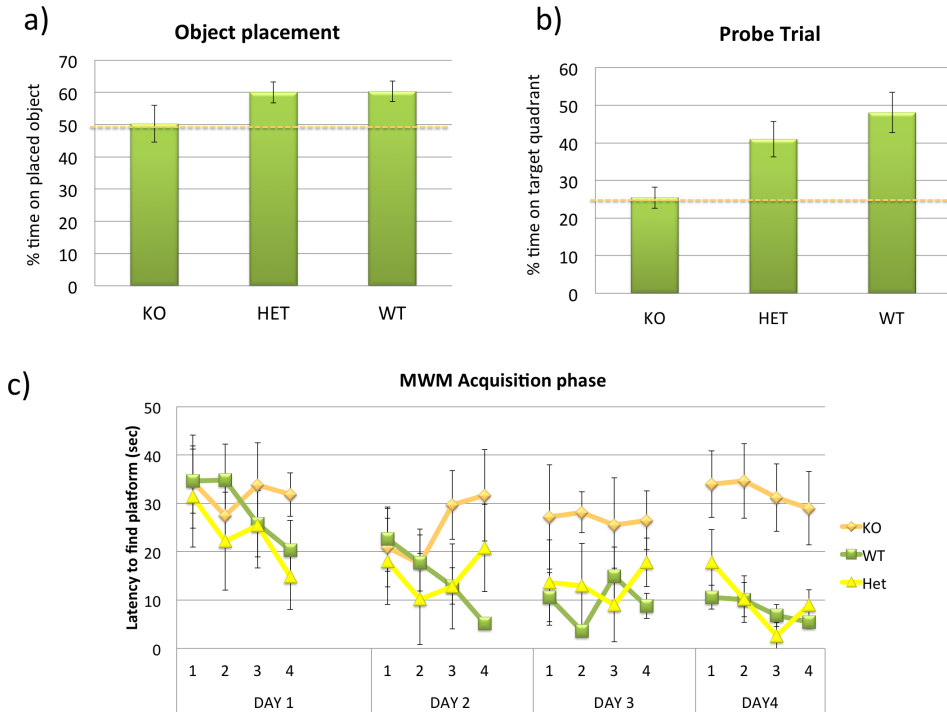 a)
Object placement
% time on placed object
70
60
50
40
30
20
10
0
KO HET WT
b)
Probe Trial
% time on target quadrant
60
50
40
30
20
10
0
KO HET WT
c)
MWM Acquisition phase
Latency to find platform (sec)
50
40
30
20
10
0
1 2 3 4 1 2 3 4 1 2 3 4 1 2 3 4
DAY 1 DAY 2 DAY 3 DAY4
KO
WT
Het